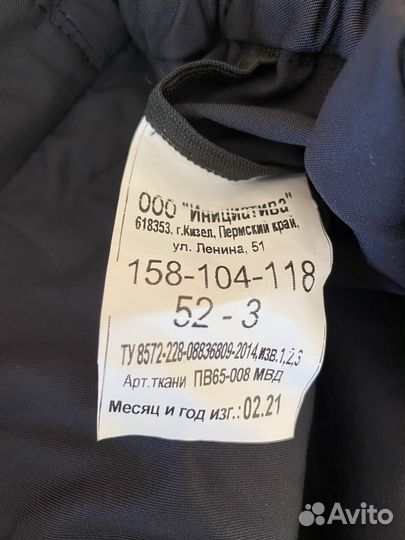 ООО "Инициатива"
618353, г.Кизел, Пермский край,
ул. Ленина, 51
158-104-118
52 - 3
ТУ 8572-228-08836809-2014,изв.1,2,3
Арт.ткани ПВ65-008 МВД
Месяц и год изг.: 02.21
Avito